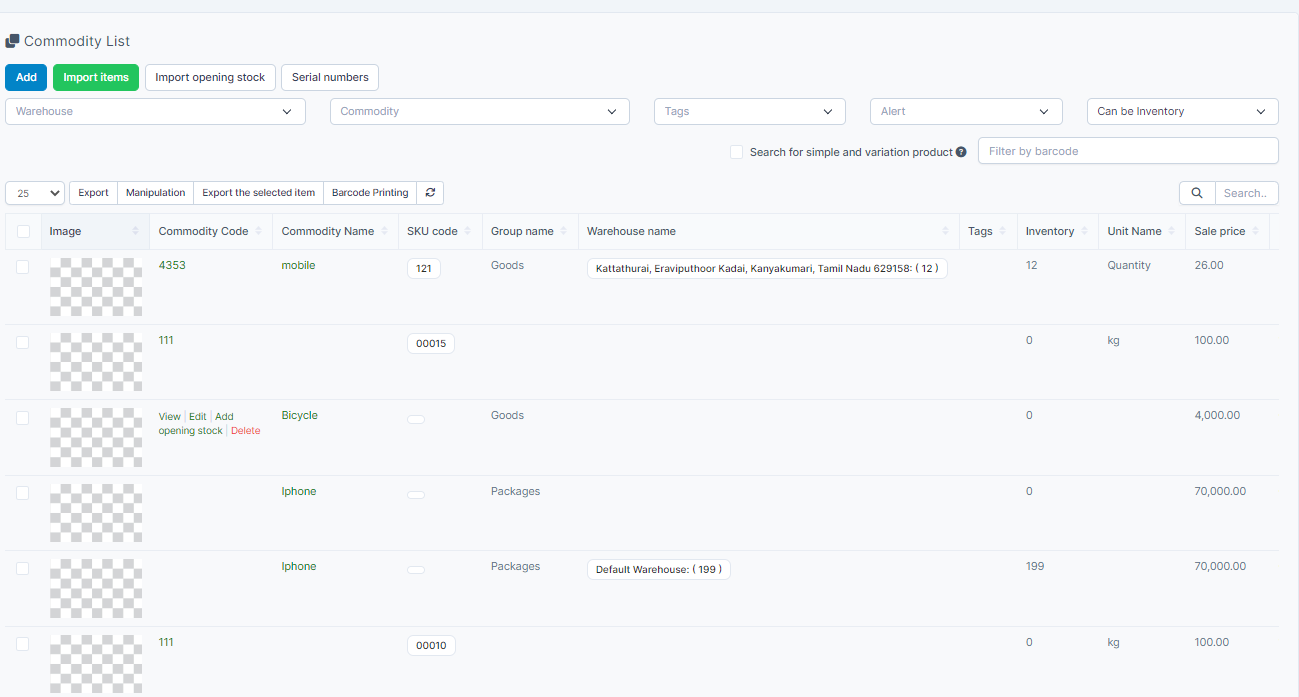 Commodity List
Add Import items Import opening stock Serial numbers
Warehouse Commodity Tags Alert Can be Inventory
Search for simple and variation product Filter by barcode
25 Export Manipulation Export the selected item Barcode Printing Search..
Image Commodity Code Commodity Name SKU code Group name Warehouse name Tags Inventory Unit Name Sale price
4353 mobile 121 Goods Kattathurai, Eraviputhoor Kadai, Kanyakumari, Tamil Nadu 629158: ( 12 ) 12 Quantity 26.00
111 00015 0 kg 100.00
View | Edit | Add Bicycle Goods 0 4,000.00
opening stock | Delete
Iphone Packages 0 70,000.00
Iphone Packages Default Warehouse: ( 199 ) 199 70,000.00
111 00010 0 kg 100.00